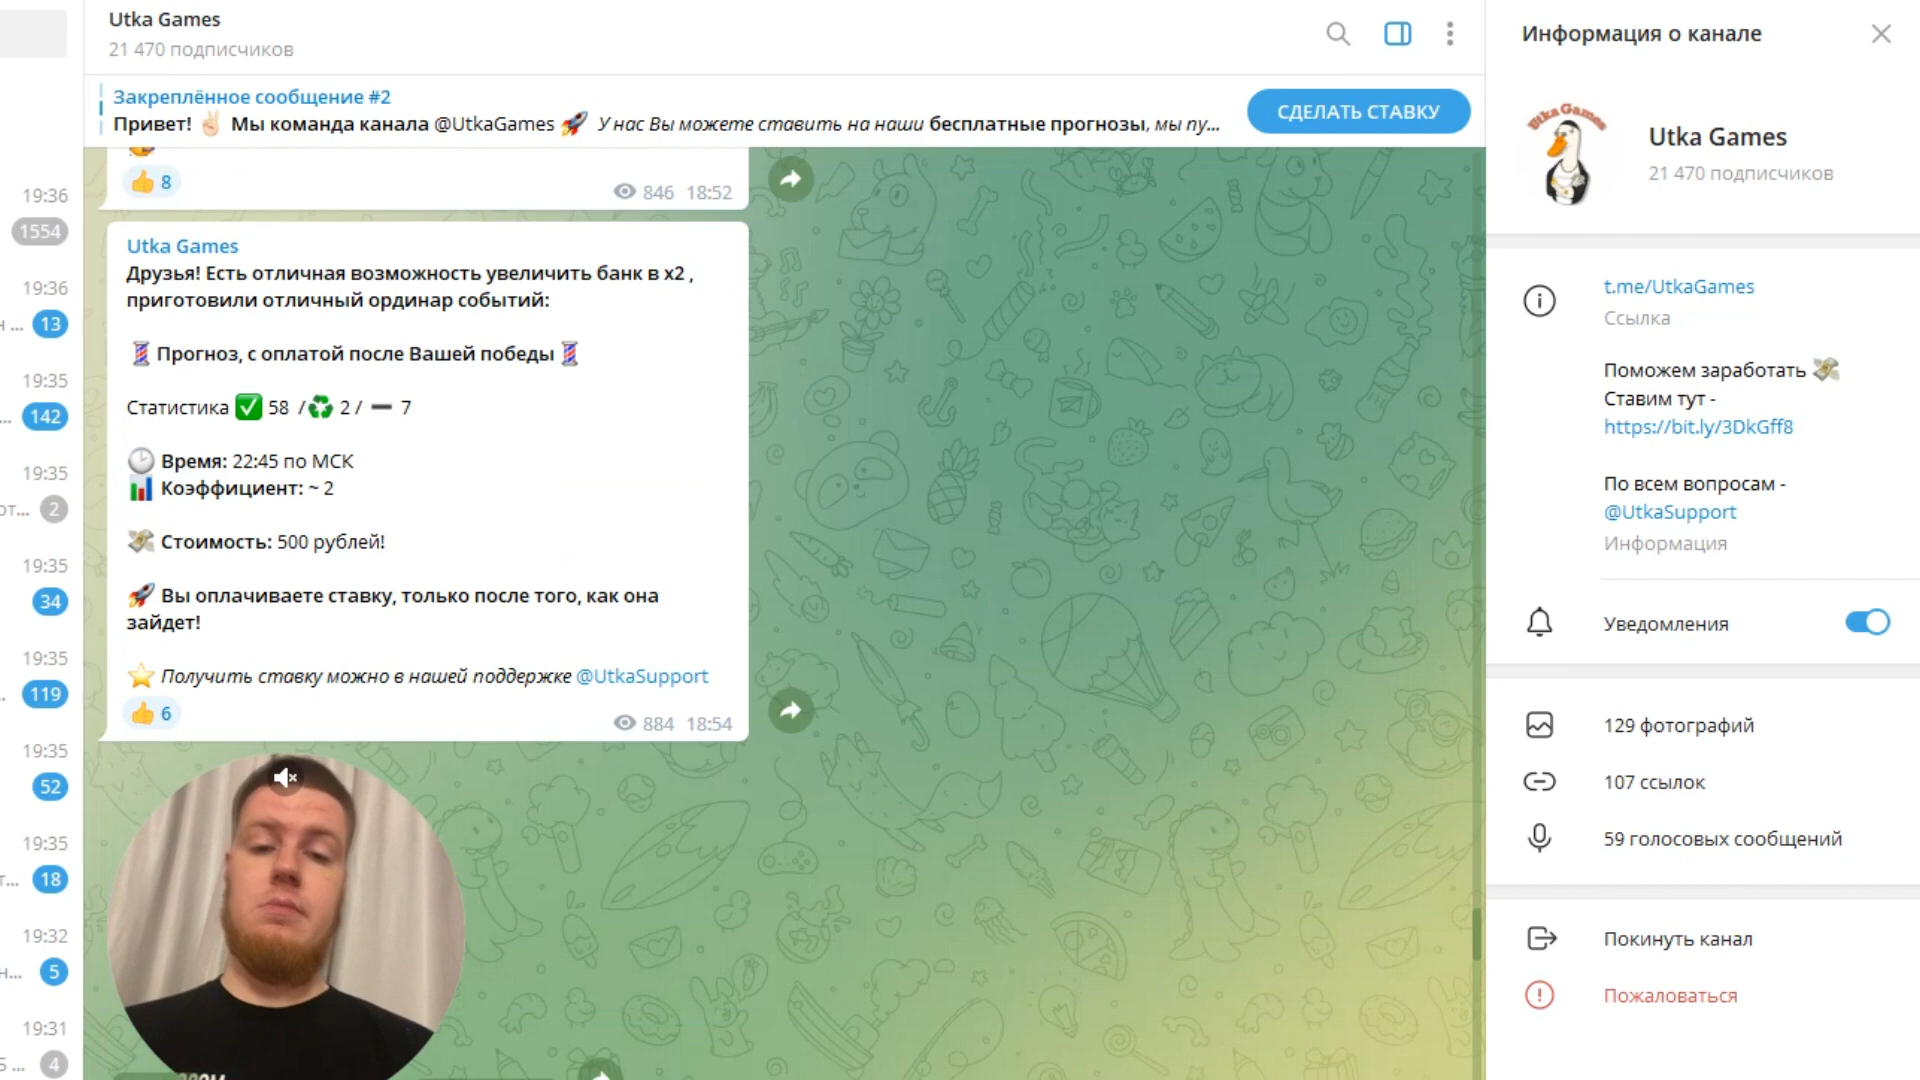 Utka Games
21 470 подписчиков
Закреплённое сообщение #2
Привет! ✌🏻 Мы команда канала @UtkaGames 🚀 У нас Вы можете ставить на наши бесплатные прогнозы, мы пу...
СДЕЛАТЬ СТАВКУ
19:36
1554
19:36
13
19:35
142
19:35
2
19:35
34
19:35
119
19:35
52
19:35
18
19:32
5
19:31
4
👍 8
846 18:52
Utka Games
Друзья! Есть отличная возможность увеличить банк в x2 ,
приготовили отличный ординар событий:
💈 Прогноз, с оплатой после Вашей победы 💈
Статистика ✅ 58 /♻️ 2 / ➖ 7
🕑 Время: 22:45 по МСК
📊 Коэффициент: ~ 2
💸 Стоимость: 500 рублей!
🚀 Вы оплачиваете ставку, только после того, как она
зайдет!
⭐️ Получить ставку можно в нашей поддержке @UtkaSupport
👍 6
884 18:54
Информация о канале
Utka Games
Utka Games
21 470 подписчиков
t.me/UtkaGames
Ссылка
Поможем заработать 💸
Ставим тут -
https://bit.ly/3DkGff8
По всем вопросам -
@UtkaSupport
Информация
Уведомления
129 фотографий
107 ссылок
59 голосовых сообщений
Покинуть канал
Пожаловаться